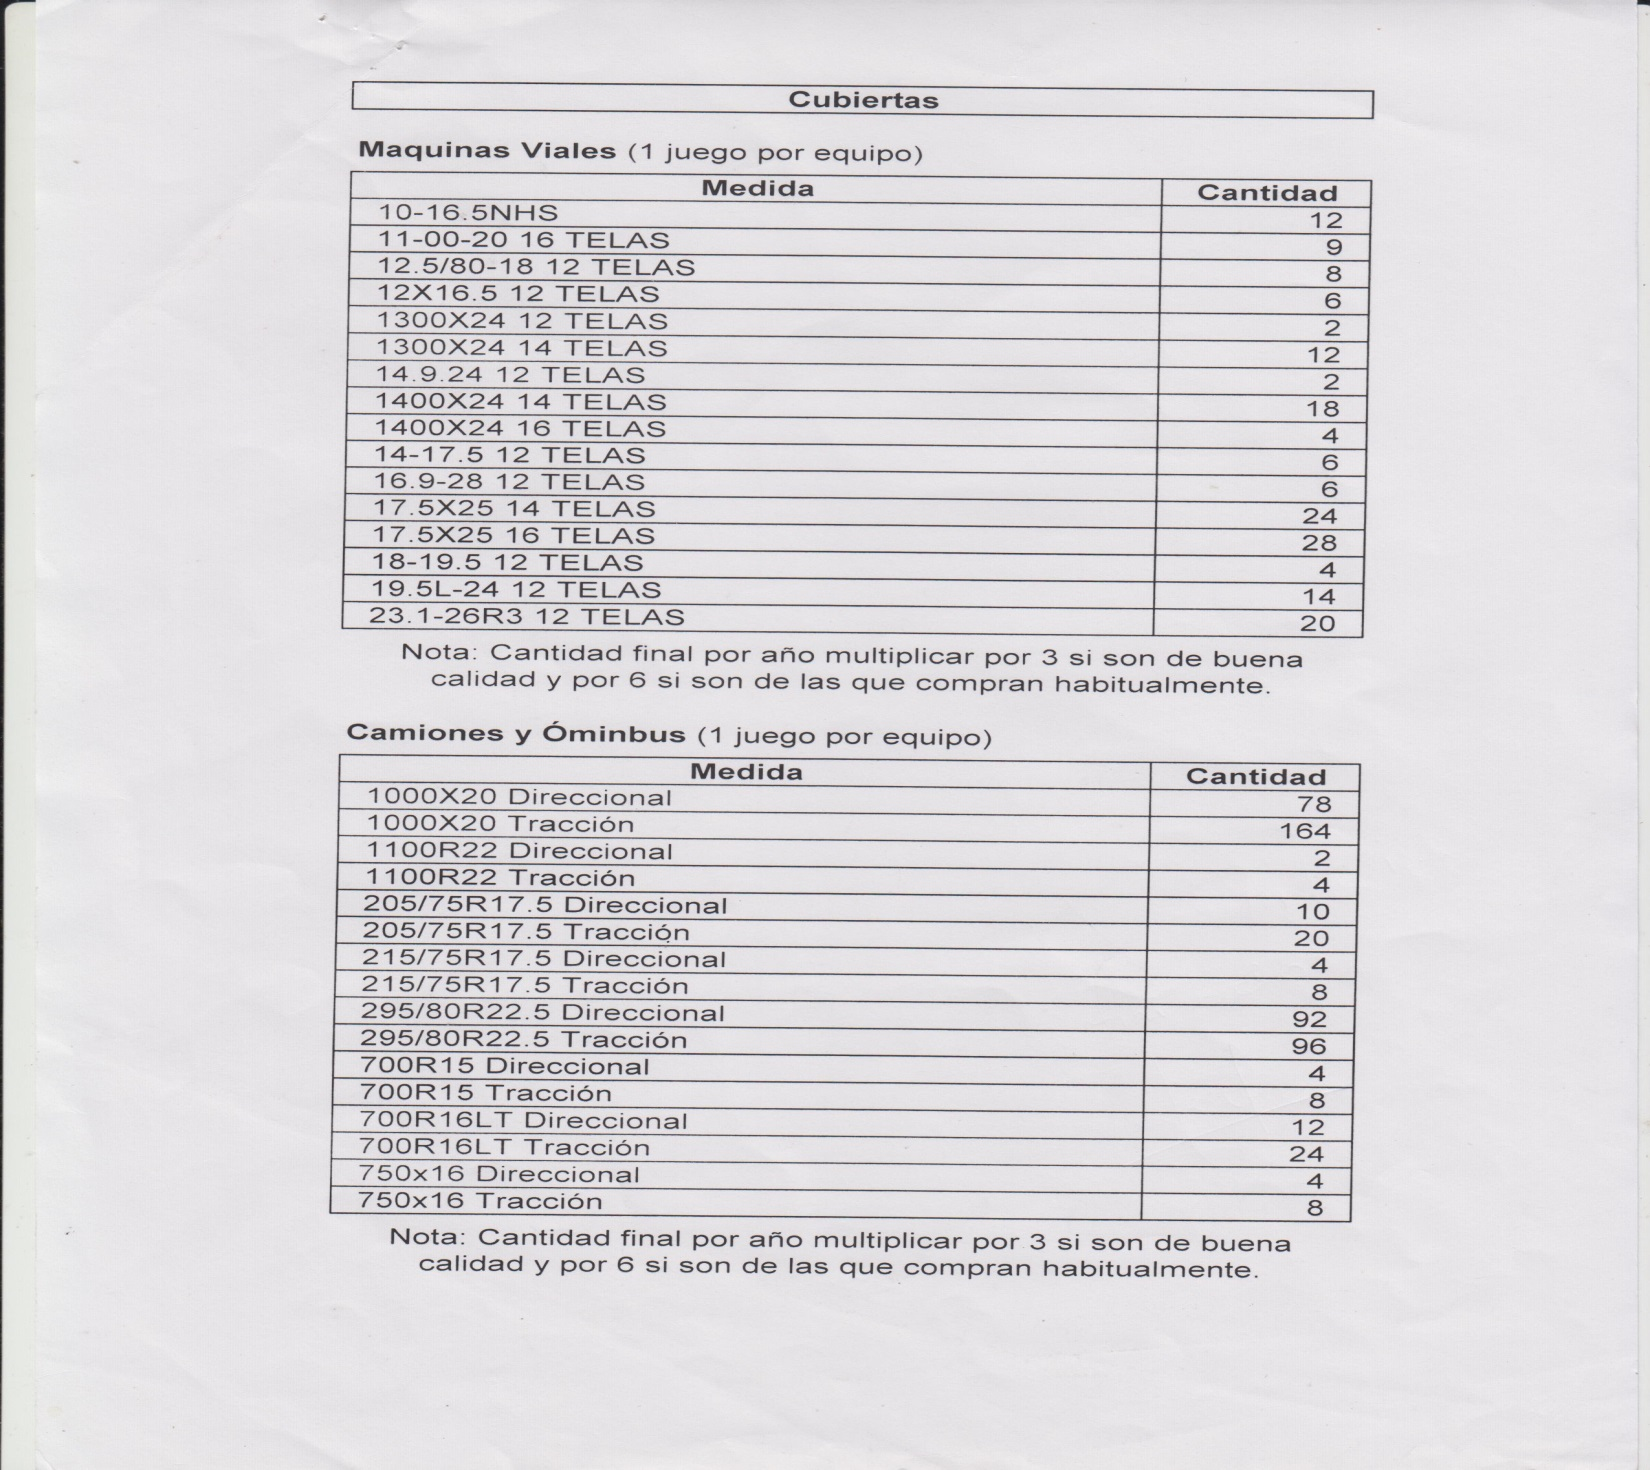 Cubiertas
Maquinas Viales (1 juego por equipo)
Medida Cantidad
10-16.5NHS 12
11-00-20 16 TELAS 9
12.5/80-18 12 TELAS 8
12X16.5 12 TELAS 6
1300X24 12 TELAS 2
1300X24 14 TELAS 12
14.9.24 12 TELAS 2
1400X24 14 TELAS 18
1400X24 16 TELAS 4
14-17.5 12 TELAS 6
16.9-28 12 TELAS 6
17.5X25 14 TELAS 24
17.5X25 16 TELAS 28
18-19.5 12 TELAS 4
19.5L-24 12 TELAS 14
23.1-26R3 12 TELAS 20
Nota: Cantidad final por año multiplicar por 3 si son de buena
calidad y por 6 si son de las que compran habitualmente.
Camiones y Óminbus (1 juego por equipo)
Medida Cantidad
1000X20 Direccional 78
1000X20 Tracción 164
1100R22 Direccional 2
1100R22 Tracción 4
205/75R17.5 Direccional 10
205/75R17.5 Tracción 20
215/75R17.5 Direccional 4
215/75R17.5 Tracción 8
295/80R22.5 Direccional 92
295/80R22.5 Tracción 96
700R15 Direccional 4
700R15 Tracción 8
700R16LT Direccional 12
700R16LT Tracción 24
750x16 Direccional 4
750x16 Tracción 8
Nota: Cantidad final por año multiplicar por 3 si son de buena
calidad y por 6 si son de las que compran habitualmente.